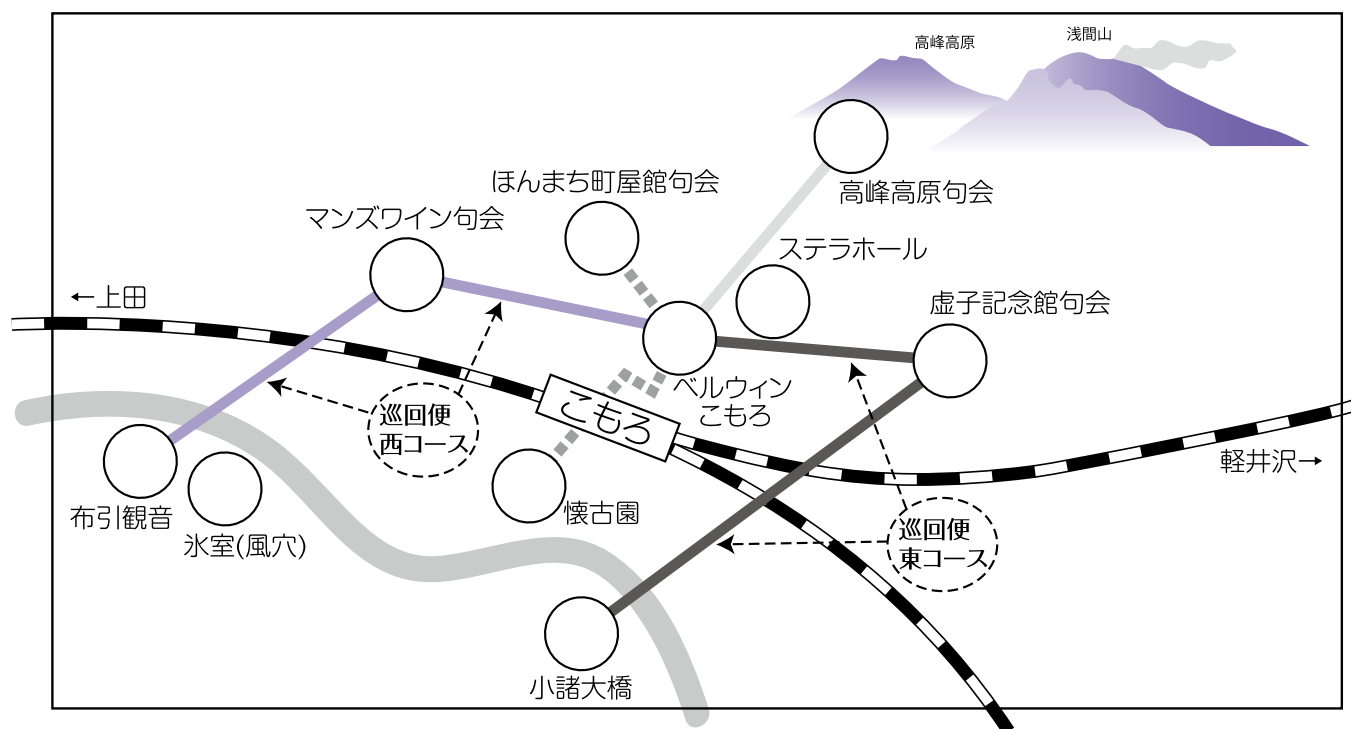 高峰高原
浅間山
ほんまち町屋館句会
高峰高原句会
マンズワイン句会
ステラホール
←上田
虚子記念館句会
ベルウィン
こもろ
こもろ
巡回便
西コース
軽井沢→
布引観音
氷室(風穴)
懐古園
巡回便
東コース
小諸大橋